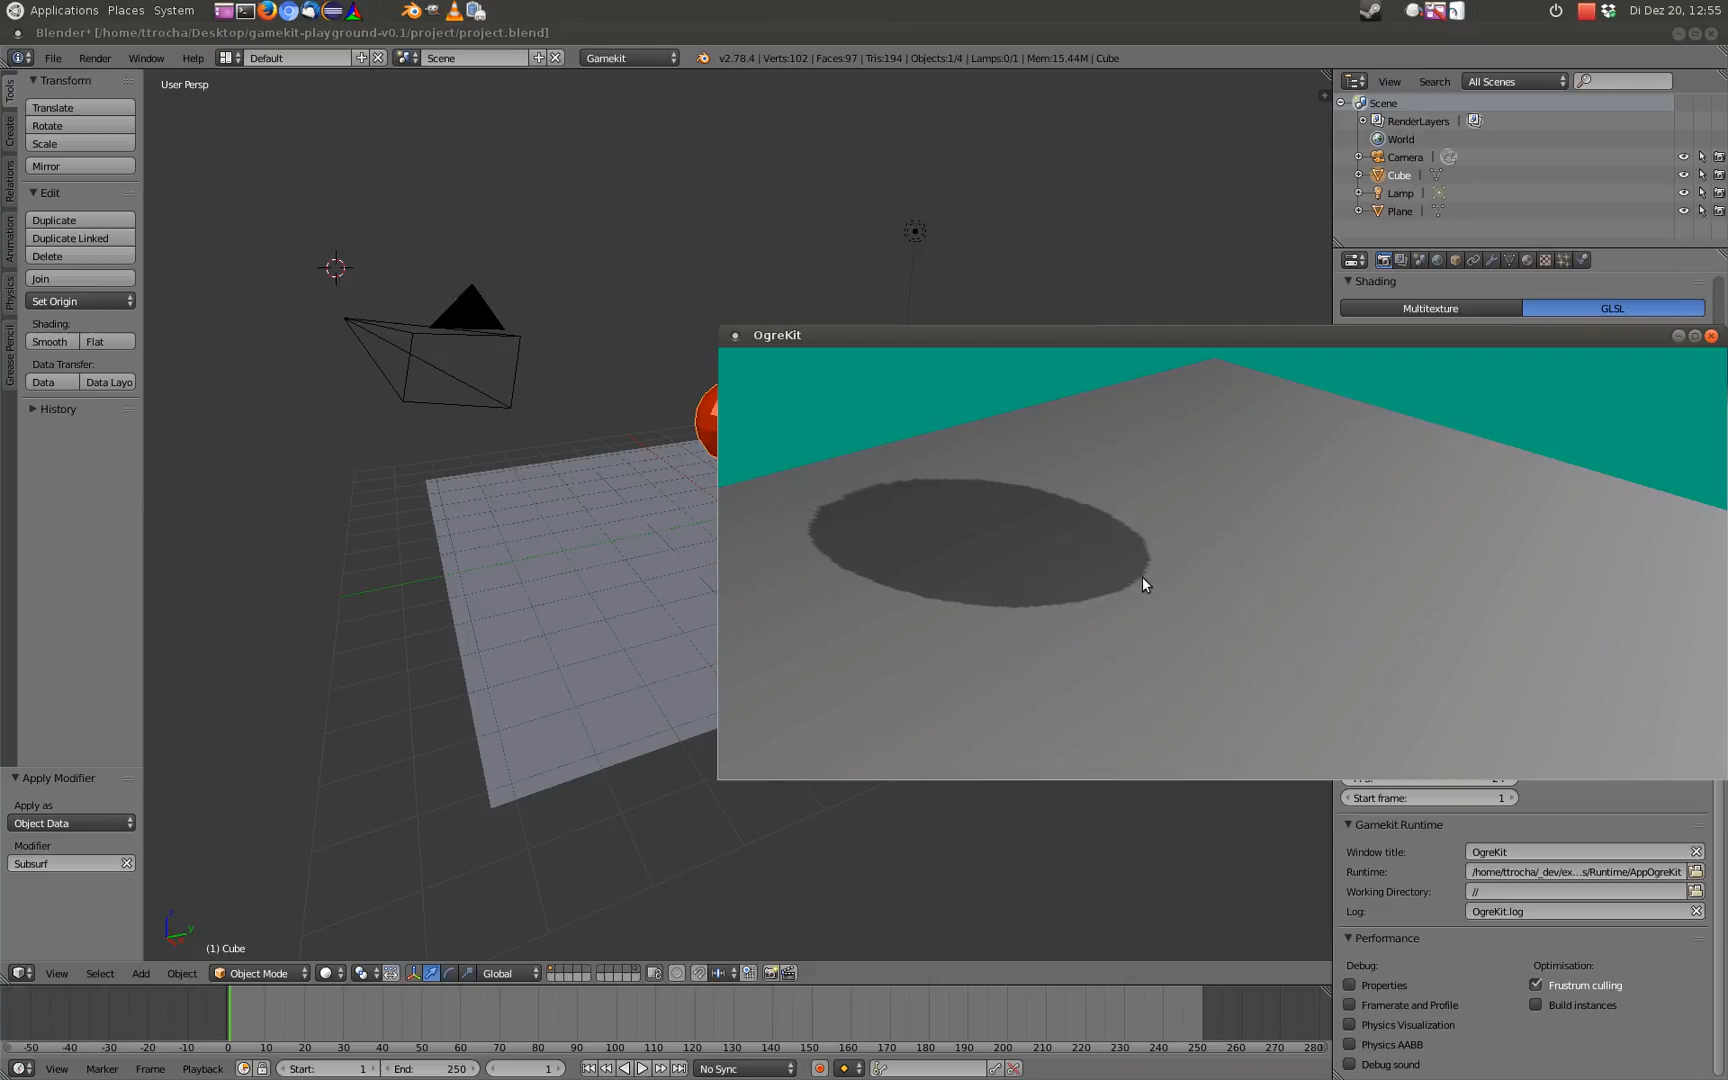 Applications Places System Di Dez 20, 12:55
Blender* [/home/ttrocha/Desktop/gamekit-playground-v0.1/project/project.blend]
File Render Window Help Default Scene Gamekit v2.78.4 | Verts:102 | Faces:97 | Tris:194 | Objects:1/4 | Lamps:0/1 | Mem:15.44M | Cube
Tools
Create
Relations
Animation
Physics
Grease Pencil
Transform
Translate
Rotate
Scale
Mirror
Edit
Duplicate
Duplicate Linked
Delete
Join
Set Origin
Shading:
Smooth Flat
Data Transfer:
Data Data Layo
History
Apply Modifier
Apply as
Object Data
Modifier
Subsurf
User Persp
OgreKit
z
y
x
(1) Cube
View Search All Scenes
Scene
RenderLayers |
World
Camera |
Cube |
Lamp |
Plane |
Shading
Multitexture GLSL
Start frame: 1
Gamekit Runtime
Window title: OgreKit
Runtime: /home/ttrocha/_dev/ex...s/Runtime/AppOgreKit
Working Directory: //
Log: OgreKit.log
Performance
Debug: Optimisation:
Properties Frustrum culling
Framerate and Profile Build instances
Physics Visualization
Physics AABB
Debug sound
View Select Add Object Object Mode Global
-50 -40 -30 -20 -10 0 10 20 30 40 50 60 70 80 90 100 110 120 130 140 150 160 170 180 190 200 210 220 230 240 250 260 270 280
View Marker Frame Playback Start: 1 End: 250 1 No Sync